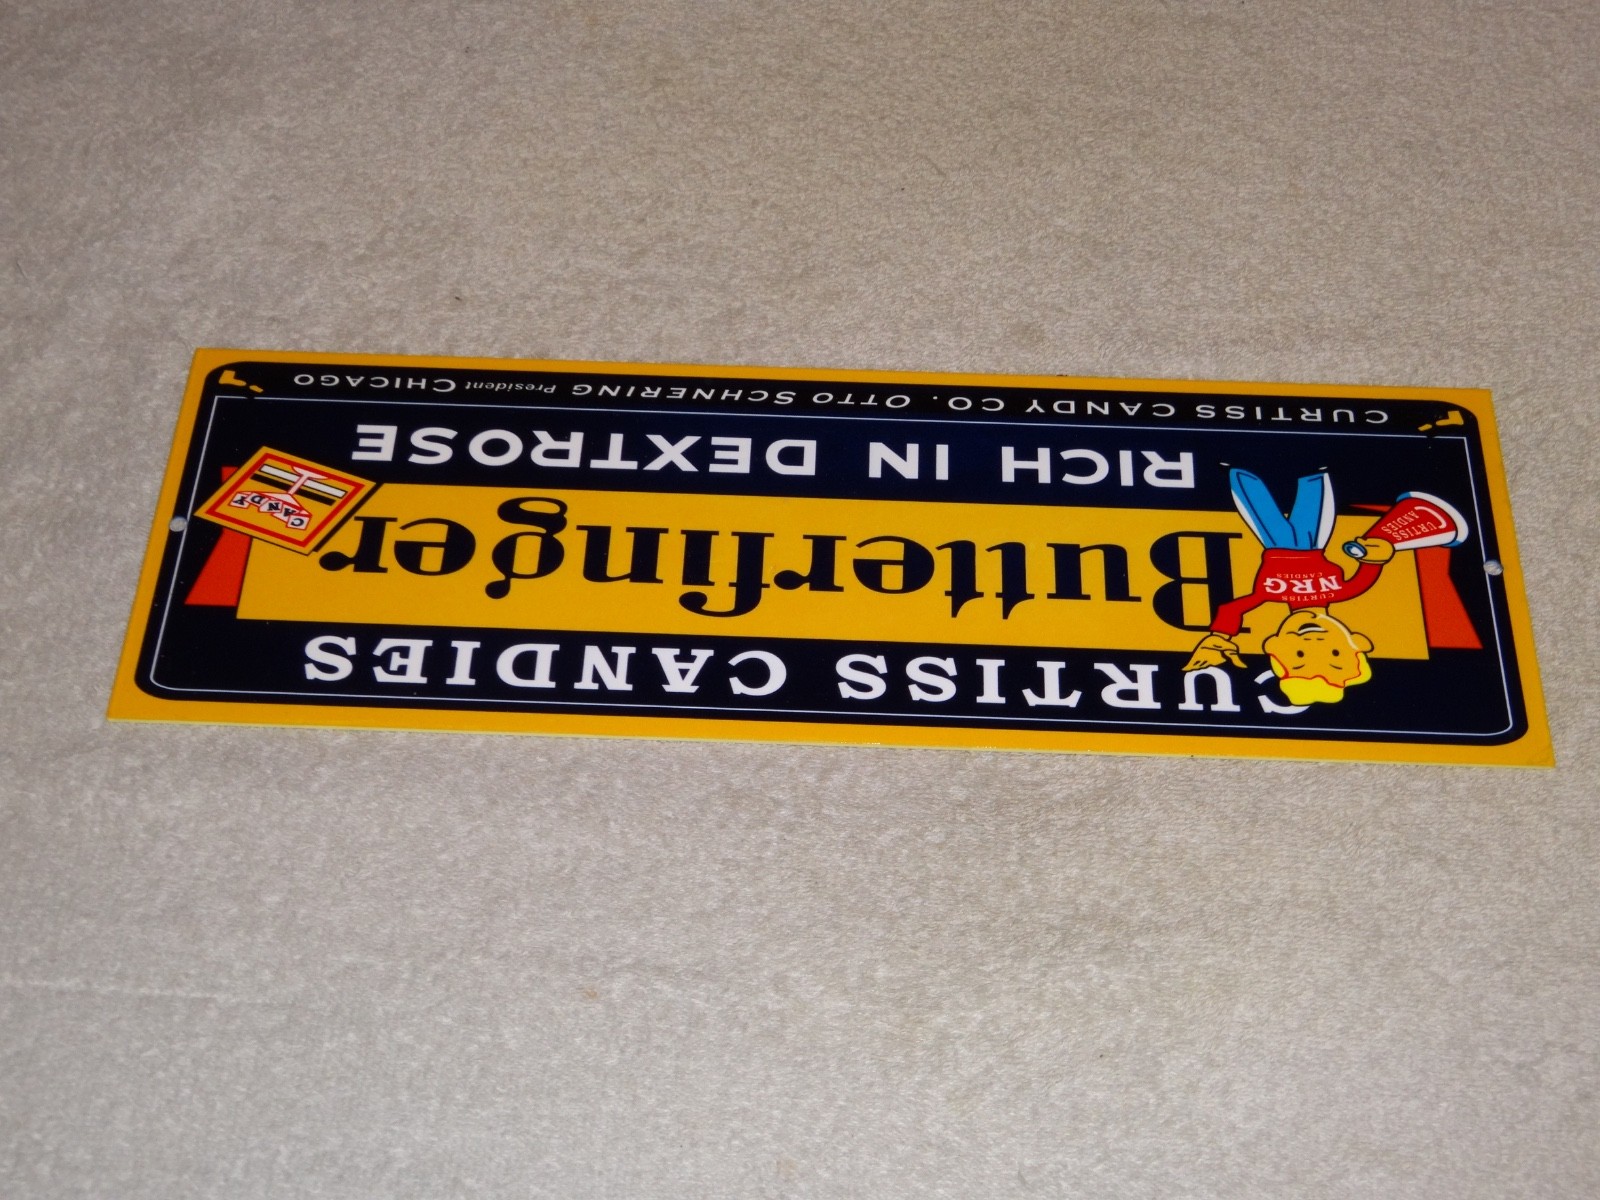 CURTISS CANDIES
Butterfinger
RICH IN DEXTROSE
CURTISS CANDY CO. OTTO SCHNERING President CHICAGO
CURTISS
NRG
CANDIES
CURTISS
CANDIES
CANDY